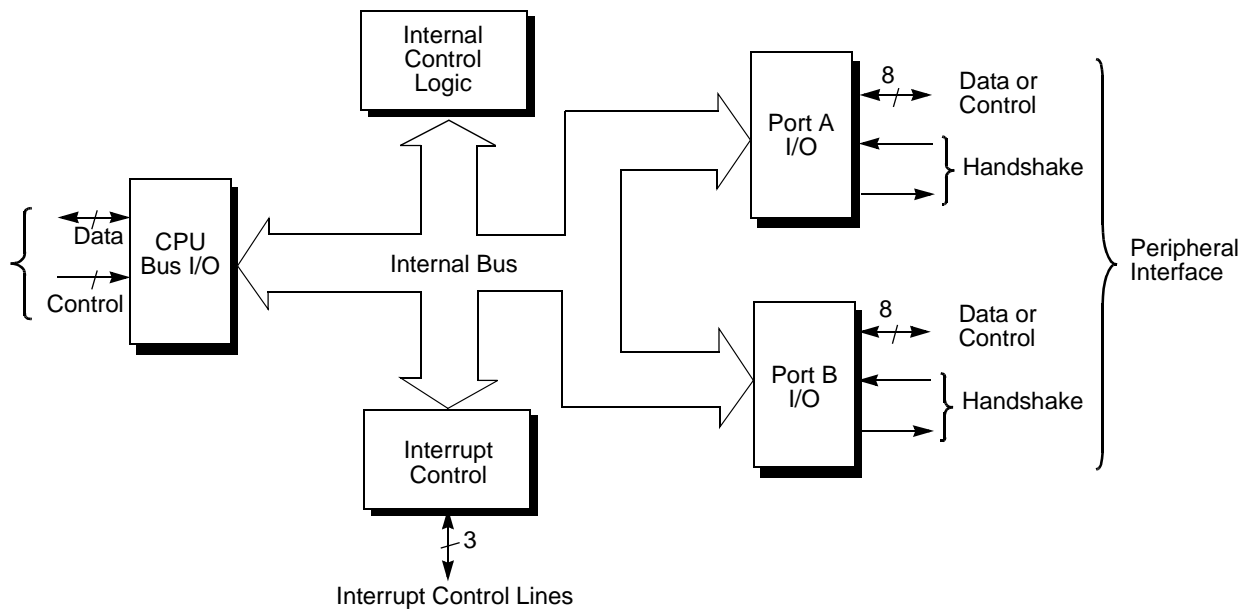 Internal
Control
Logic
CPU
Bus I/O
Data
Control
Internal Bus
Interrupt
Control
3
Interrupt Control Lines
Port A
I/O
8
Data or
Control
Handshake
Port B
I/O
8
Data or
Control
Handshake
Peripheral
Interface